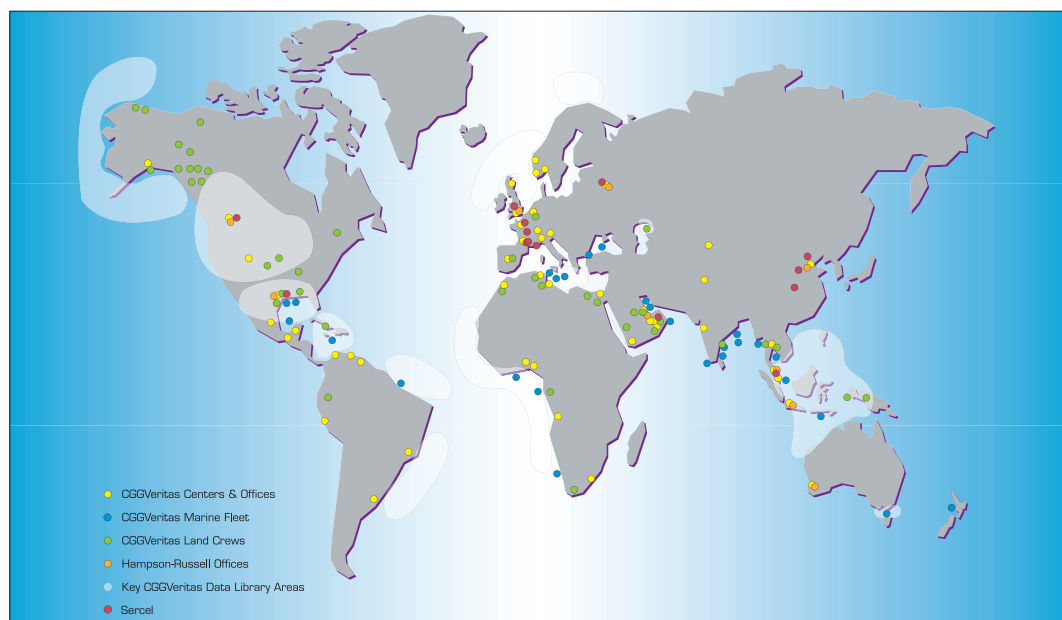 CGGVeritas Centers & Offices
CGGVeritas Marine Fleet
CGGVeritas Land Crews
Hampson-Russell Offices
Key CGGVeritas Data Library Areas
Sercel